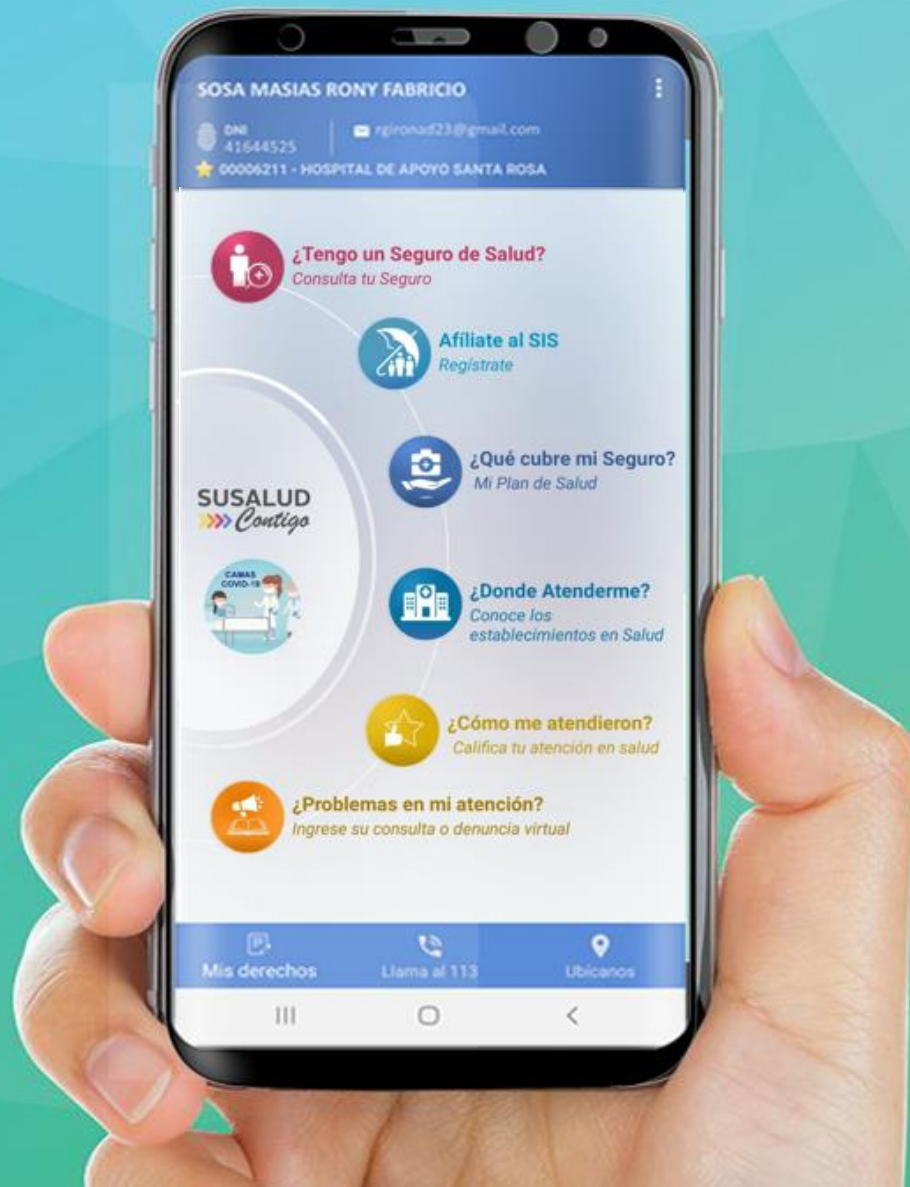 SOSA MASIAS RONY FABRICIO
DNI
41644525
rgironad23@gmail.com
00006211 - HOSPITAL DE APOYO SANTA ROSA
¿Tengo un Seguro de Salud?
Consulta tu Seguro
Afíliate al SIS
Regístrate
¿Qué cubre mi Seguro?
Mi Plan de Salud
SUSALUD
Contigo
CAMAS
COVID-19
¿Donde Atenderme?
Conoce los
establecimientos en Salud
¿Cómo me atendieron?
Califica tu atención en salud
¿Problemas en mi atención?
Ingrese su consulta o denuncia virtual
Mis derechos
Llama al 113
Ubícanos